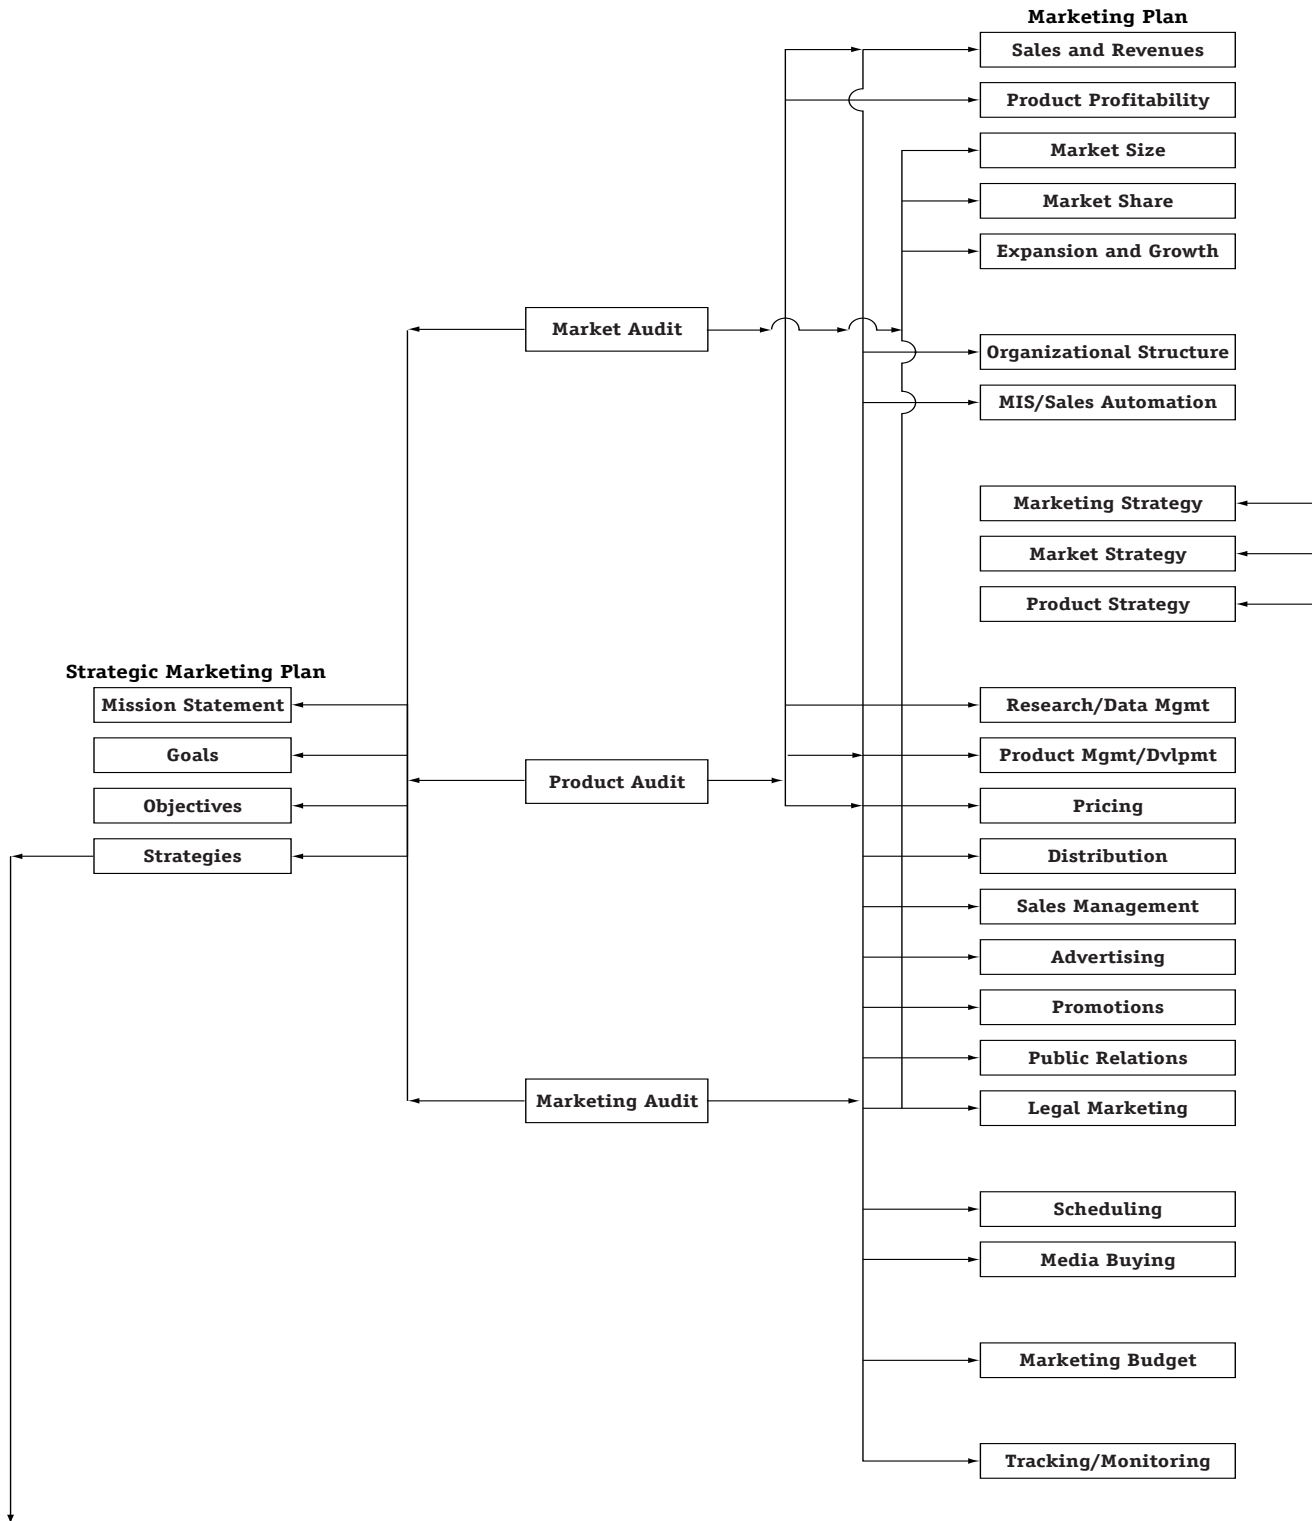 Marketing Plan
Sales and Revenues
Product Profitability
Market Size
Market Share
Expansion and Growth
Market Audit
Organizational Structure
MIS/Sales Automation
Marketing Strategy
Market Strategy
Product Strategy
Strategic Marketing Plan
Mission Statement
Goals
Objectives
Strategies
Product Audit
Research/Data Mgmt
Product Mgmt/Dvlpmt
Pricing
Distribution
Sales Management
Advertising
Promotions
Public Relations
Marketing Audit
Legal Marketing
Scheduling
Media Buying
Marketing Budget
Tracking/Monitoring